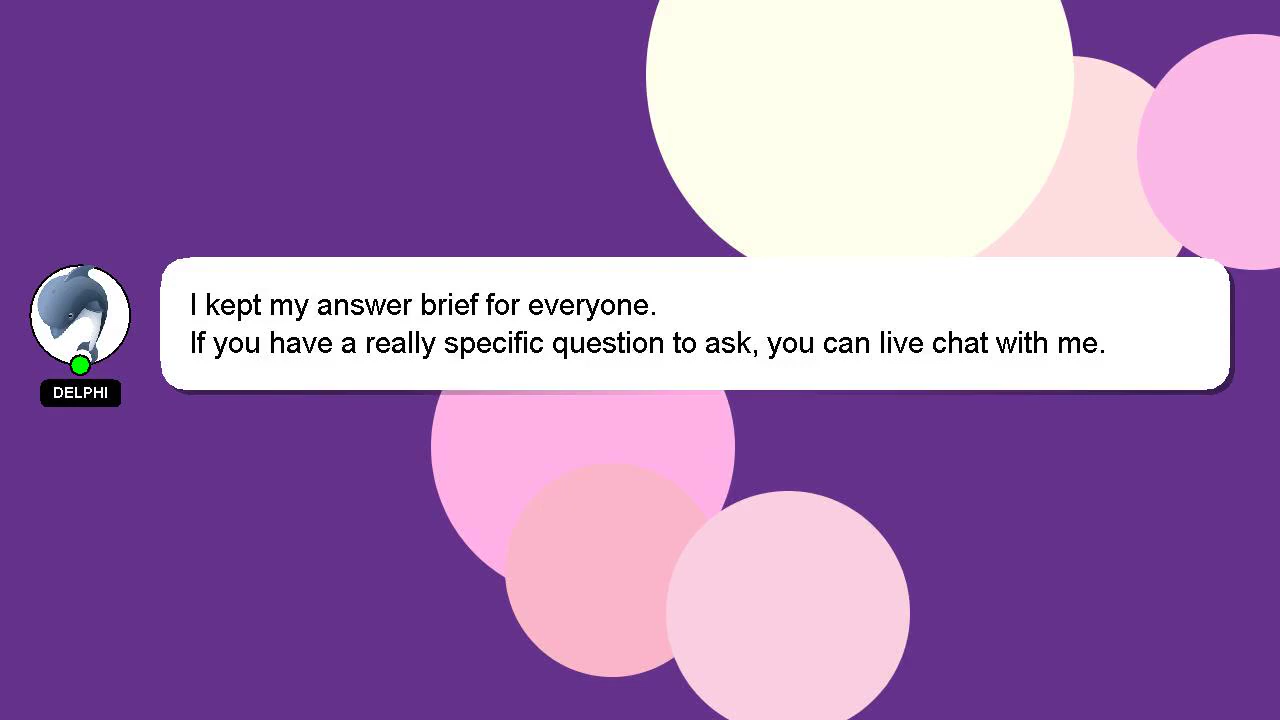 I kept my answer brief for everyone.
If you have a really specific question to ask, you can live chat with me.
DELPHI